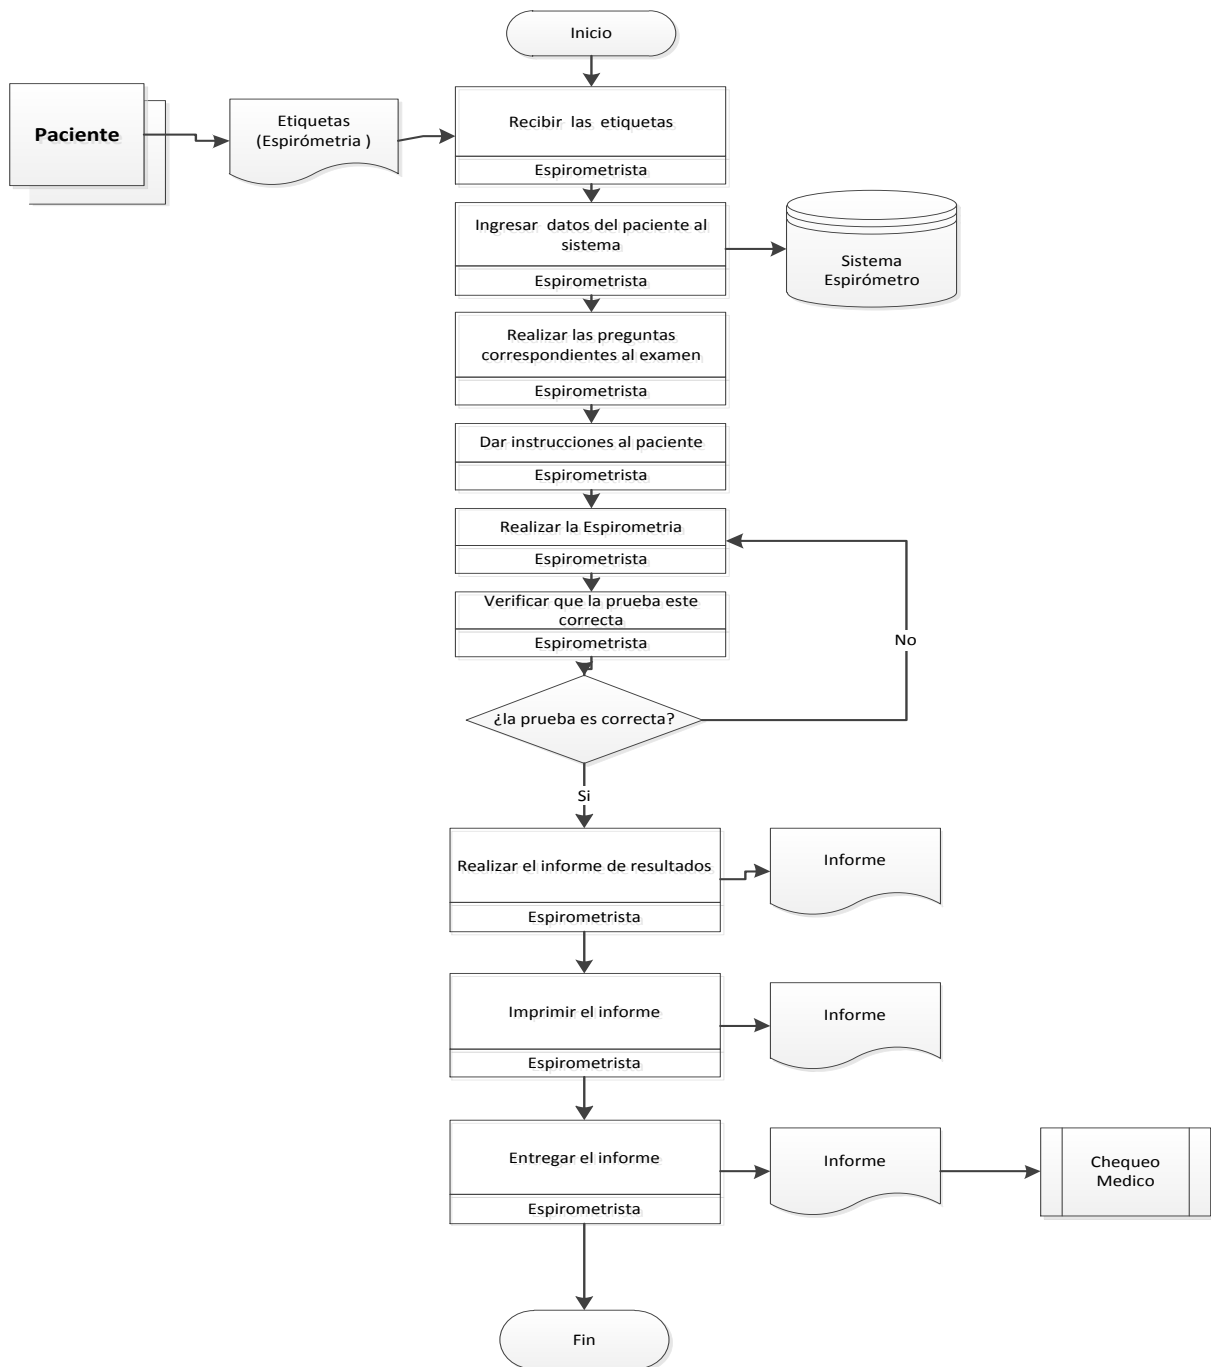 Inicio
Paciente
Etiquetas
(Espirómetria )
Recibir las etiquetas
Espirometrista
Ingresar datos del paciente al
sistema
Espirometrista
Sistema
Espirómetro
Realizar las preguntas
correspondientes al examen
Espirometrista
Dar instrucciones al paciente
Espirometrista
Realizar la Espirometria
Espirometrista
Verificar que la prueba este
correcta
Espirometrista
No
¿la prueba es correcta?
Si
Realizar el informe de resultados
Espirometrista
Informe
Imprimir el informe
Espirometrista
Informe
Entregar el informe
Espirometrista
Informe
Chequeo
Medico
Fin